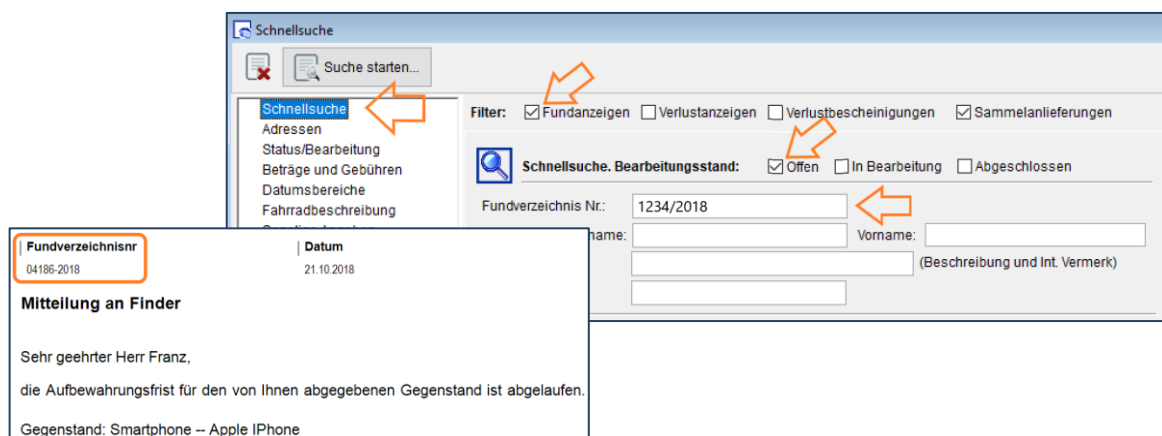 Schnellsuche
Suche starten...
Schnellsuche
Adressen
Status/Bearbeitung
Beträge und Gebühren
Datumsbereiche
Fahrradbeschreibung
Filter: Fundanzeigen Verlustanzeigen Verlustbescheinigungen Sammelanlieferungen
Schnellsuche. Bearbeitungsstand: Offen In Bearbeitung Abgeschlossen
Fundverzeichnis Nr.: 1234/2018
name: Vorname:
(Beschreibung und Int. Vermerk)
Fundverzeichnisnr Datum
04186-2018 21.10.2018
Mitteilung an Finder
Sehr geehrter Herr Franz,
die Aufbewahrungsfrist für den von Ihnen abgegebenen Gegenstand ist abgelaufen.
Gegenstand: Smartphone -- Apple IPhone